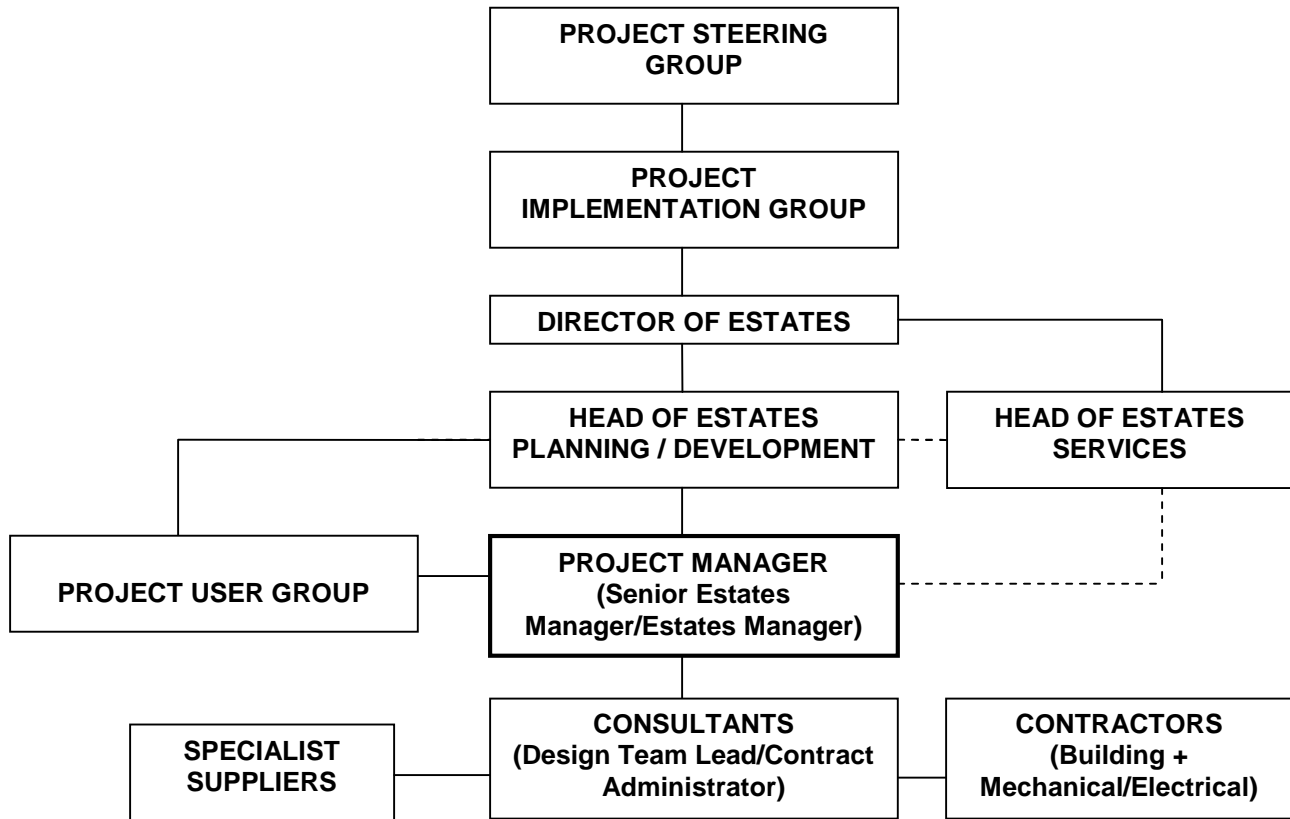 PROJECT STEERING
GROUP
PROJECT
IMPLEMENTATION GROUP
DIRECTOR OF ESTATES
HEAD OF ESTATES
PLANNING / DEVELOPMENT
HEAD OF ESTATES
SERVICES
PROJECT USER GROUP
PROJECT MANAGER
(Senior Estates
Manager/Estates Manager)
SPECIALIST
SUPPLIERS
CONSULTANTS
(Design Team Lead/Contract
Administrator)
CONTRACTORS
(Building +
Mechanical/Electrical)